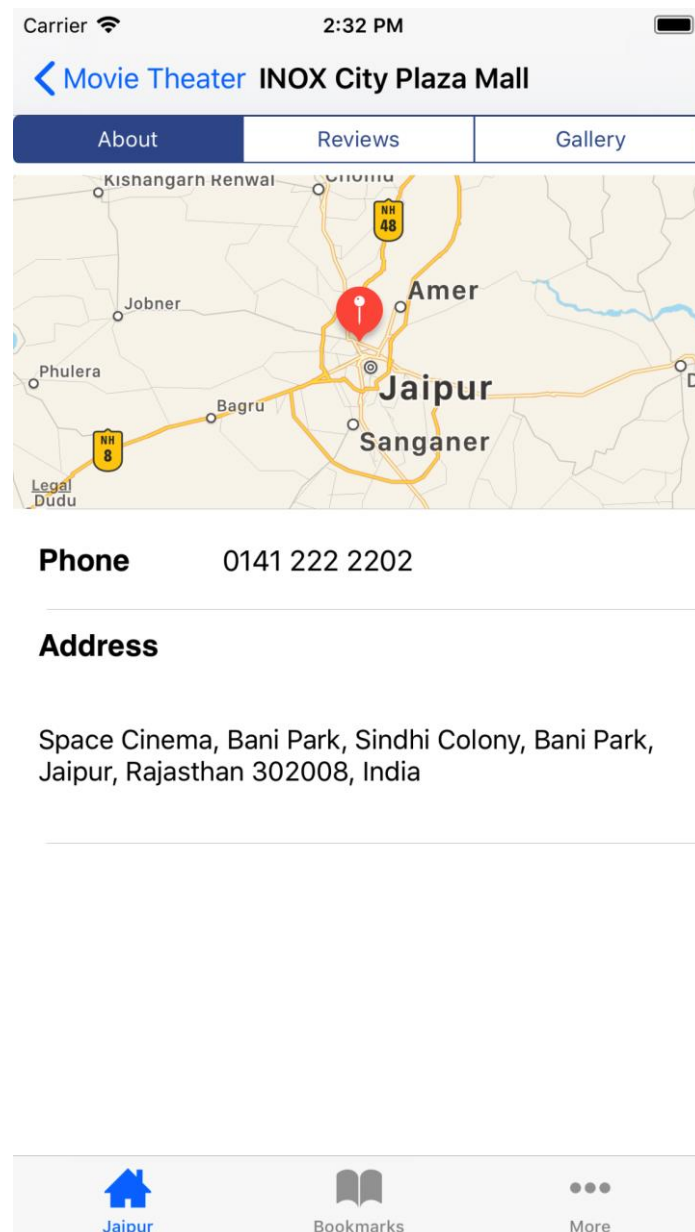 Carrier 2:32 PM
Movie Theater INOX City Plaza Mall
About Reviews Gallery
Kishangarh Renwal
Chomu
NH
48
Amer
Jobner
Phulera
Jaipur
Bagru
Sanganer
NH
8
Legal
Dudu
Phone 0141 222 2202
Address
Space Cinema, Bani Park, Sindhi Colony, Bani Park,
Jaipur, Rajasthan 302008, India
Jaipur Bookmarks More